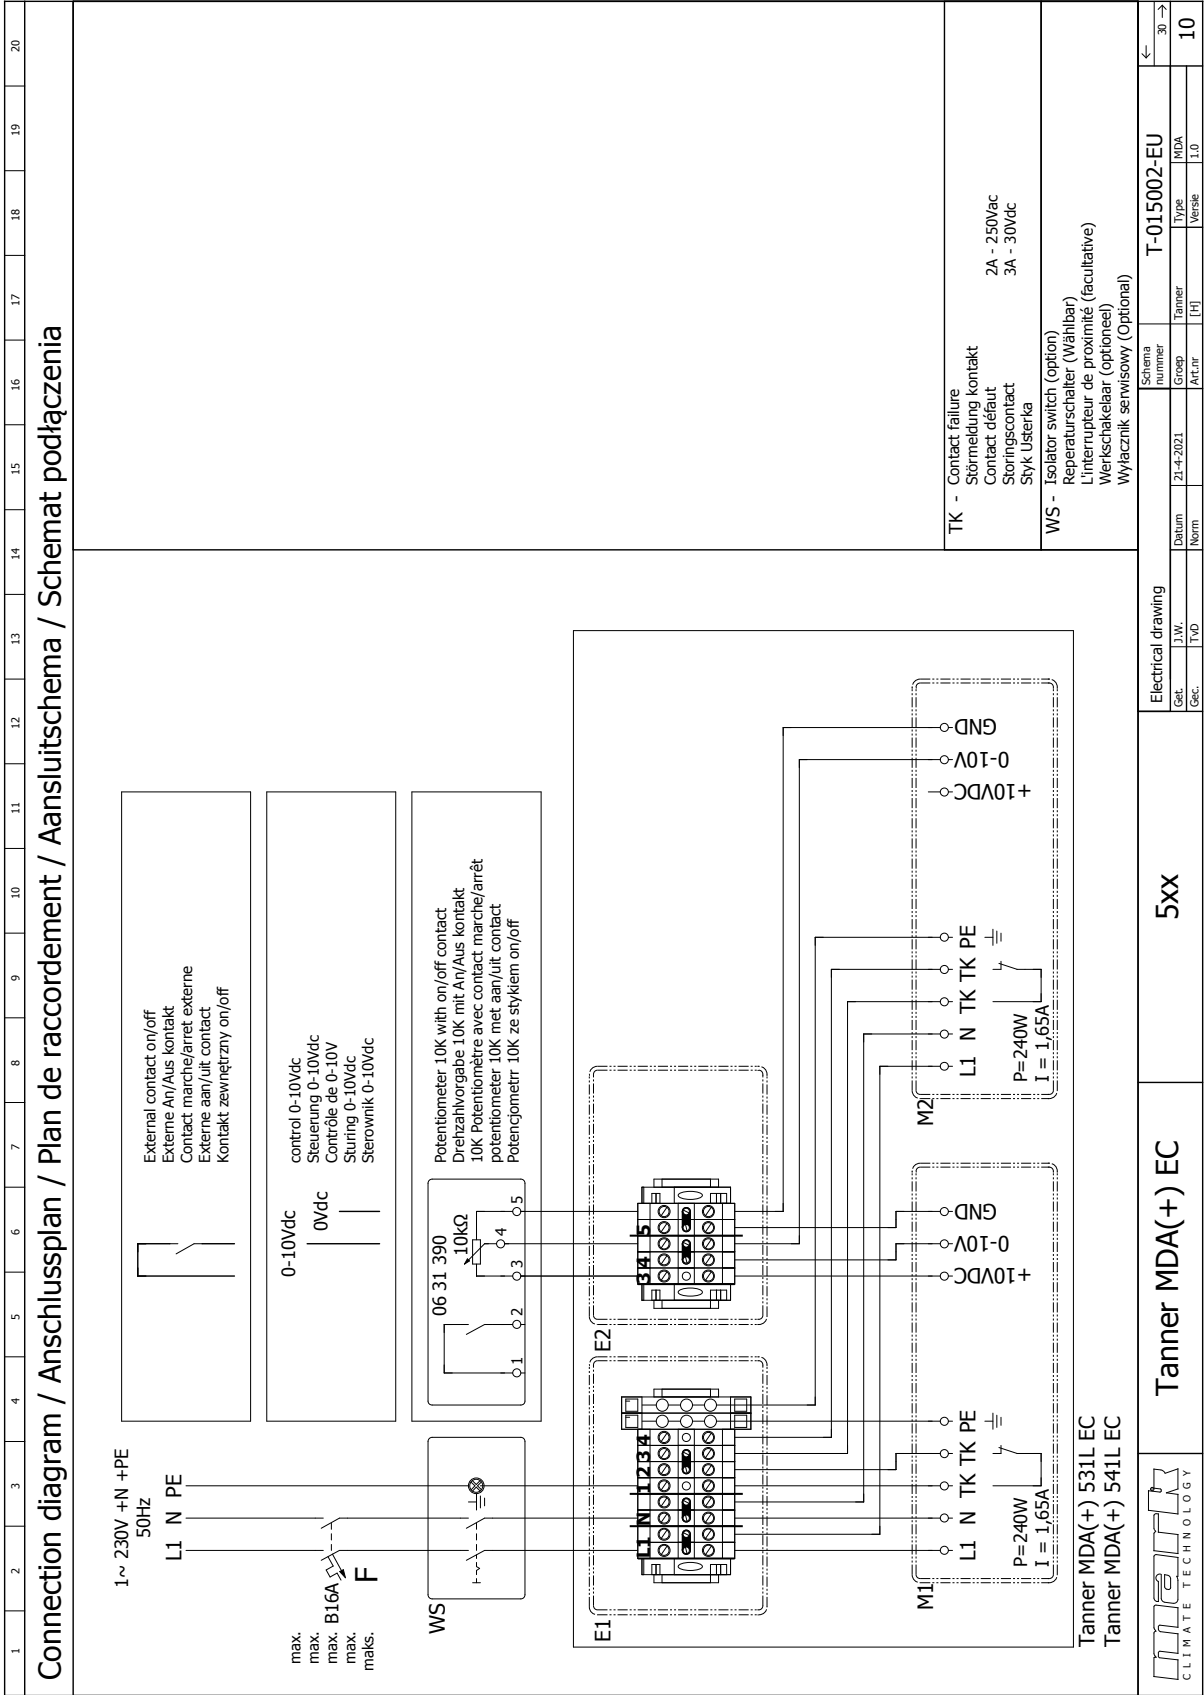 1 2 3 4 5 6 7 8 9 10 11 12 13 14 15 16 17 18 19 20
Connection diagram / Anschlussplan / Plan de raccordement / Aansluitschema / Schemat podłączenia
1~ 230V +N +PE
50Hz
L1 N PE
max.
max.
max. B16A
max.
maks.
F
WS
External contact on/off
Externe An/Aus kontakt
Contact marche/arret externe
Externe aan/uit contact
Kontakt zewnętrzny on/off
0-10Vdc
0Vdc
control 0-10Vdc
Steuerung 0-10Vdc
Contrôle de 0-10V
Sturing 0-10Vdc
Sterownik 0-10Vdc
06 31 390
10kΩ
1 2 3 4 5
Potentiometer 10K with on/off contact
Drehzahlvorgabe 10K mit An/Aus kontakt
10K Potentiomètre avec contact marche/arrêt
potentiometer 10K met aan/uit contact
Potencjometrr 10K ze stykiem on/off
E1
L1 N 1 2 3 4
E2
3 4 5
M1
L1 N TK TK PE
P=240W
I = 1,65A
+10VDC
0-10V
GND
M2
L1 N TK TK PE
P=240W
I = 1,65A
+10VDC
0-10V
GND
Tanner MDA(+) 531L EC
Tanner MDA(+) 541L EC
TK - Contact failure
Störmeldung kontakt
Contact défaut
Storingscontact
Styk Usterka
2A - 250Vac
3A - 30Vdc
WS - Isolator switch (option)
Reperaturschalter (Wählbar)
L'interrupteur de proximité (facultative)
Werkschakelaar (optioneel)
Wyłacznik serwisowy (Optional)
mark
CLIMATE TECHNOLOGY
Tanner MDA(+) EC
5xx
Electrical drawing
Get. J.W. Datum 21-4-2021
Gec. TvD Norm
Schema
nummer
T-015002-EU
Groep Tanner Type MDA
Art.nr [H] Versie 1.0
←
30 →
10